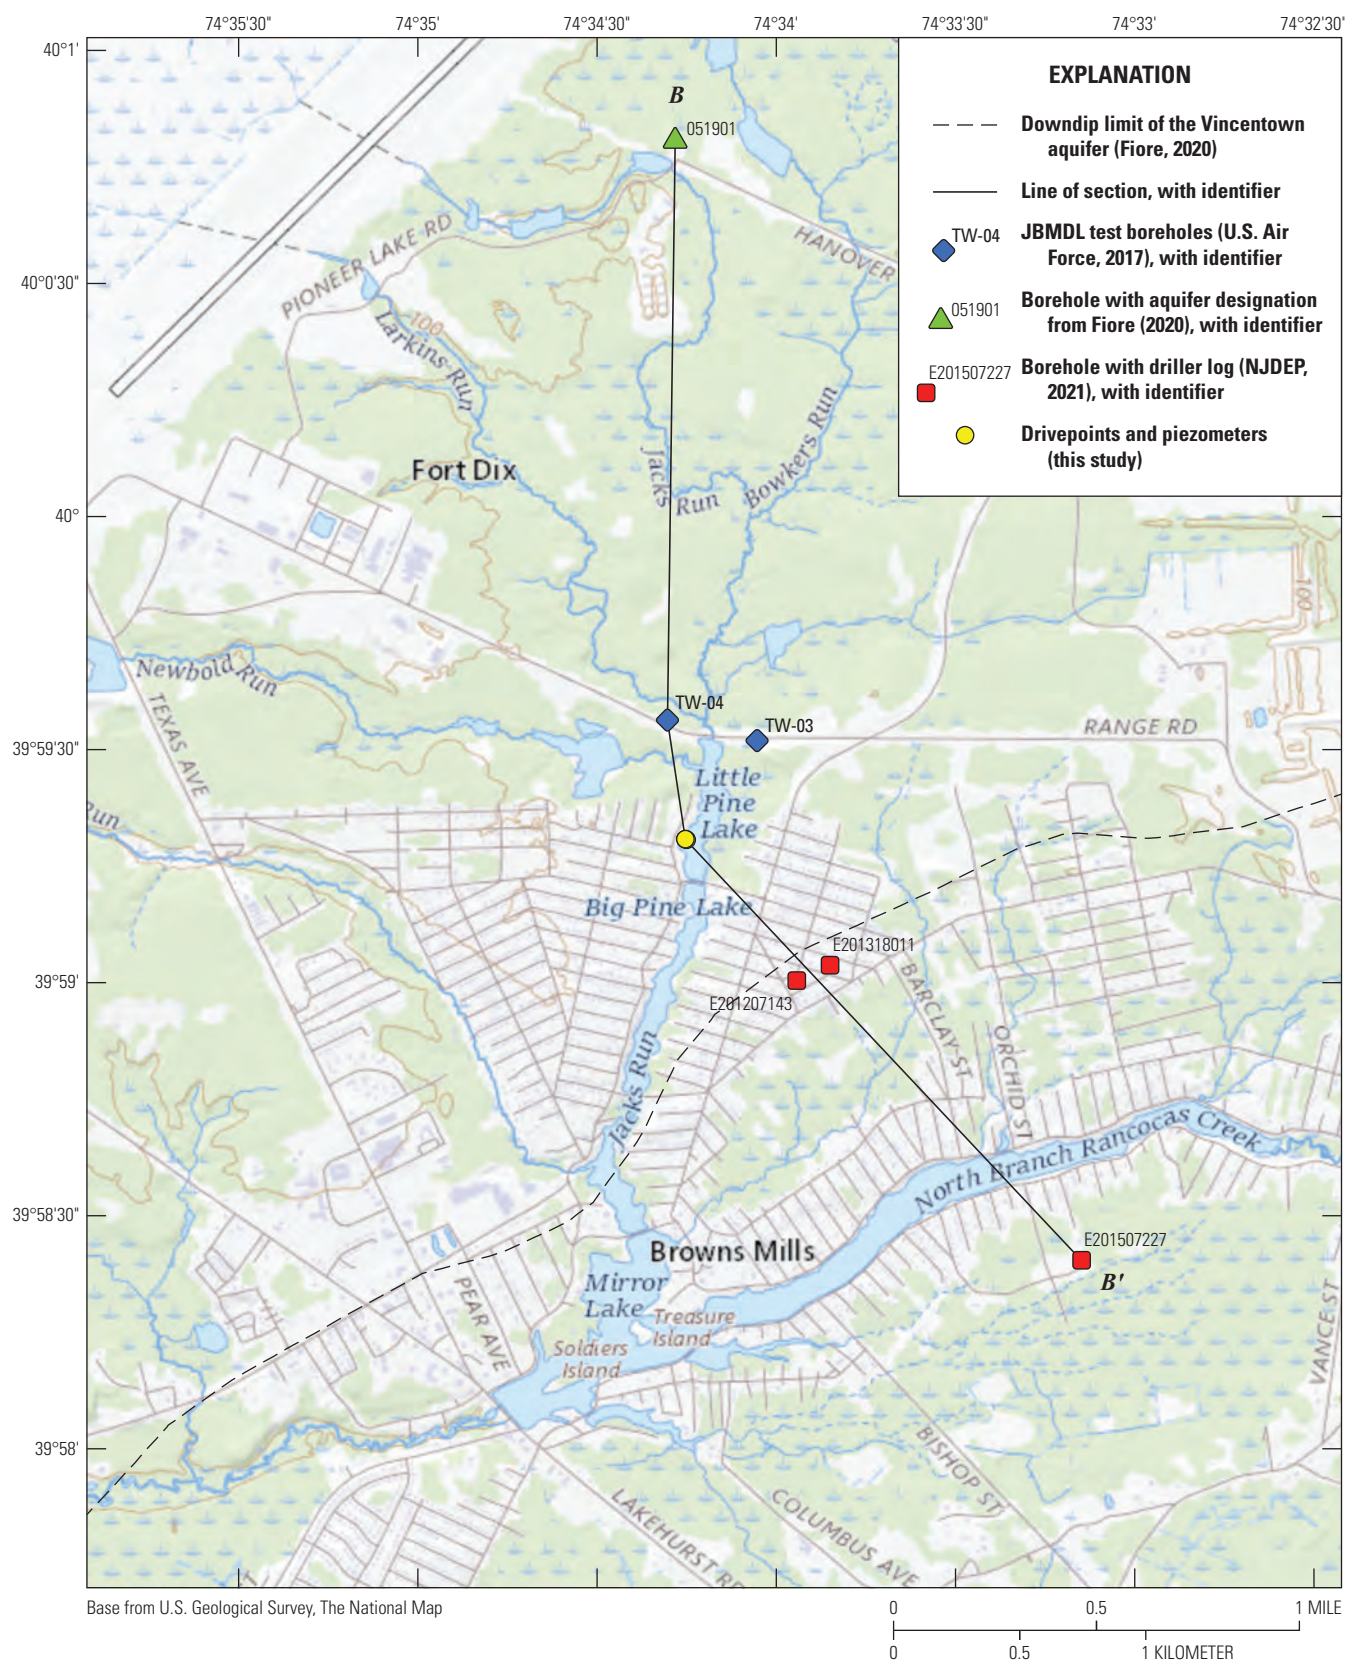 74°35'30"
74°35'
74°34'30"
74°34'
74°33'30"
74°33'
74°32'30"
40°1'
40°0'30"
40°
39°59'30"
39°59'
39°58'30"
39°58'
EXPLANATION
Downdip limit of the Vincentown
aquifer (Fiore, 2020)
Line of section, with identifier
TW-04
JBMDL test boreholes (U.S. Air
Force, 2017), with identifier
051901
Borehole with aquifer designation
from Fiore (2020), with identifier
E201507227
Borehole with driller log (NJDEP,
2021), with identifier
Drivepoints and piezometers
(this study)
B
051901
HANOVER
PIONEER LAKE RD
Larkins Run
100
Jacks Run
Bowkers Run
Fort Dix
100
Newbold Run
TEXAS AVE
TW-04
TW-03
RANGE RD
Little
Pine
Lake
Run
Big Pine Lake
E201318011
E201207143
BARCLAY ST
ORCHID ST
Jacks Run
North Branch Rancocas Creek
E201507227
B'
Browns Mills
Mirror
Lake
Treasure
Island
Soldiers
Island
PEAR AVE
VANCE ST
BISHOP ST
COLUMBUS AVE
LAKEHURST RD
Base from U.S. Geological Survey, The National Map
0 0.5 1 MILE
0 0.5 1 KILOMETER